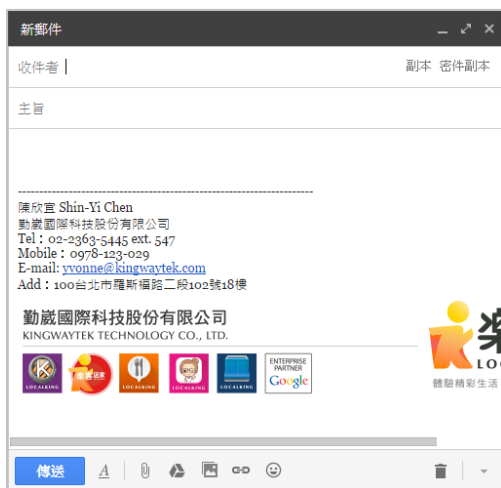 新郵件
收件者
副本 密件副本
主旨
----------------------------------------------------------------------
陳欣宜 Shin-Yi Chen
勤崴國際科技股份有限公司
Tel：02-2363-5445 ext. 547
Mobile：0978-123-029
E-mail: yvonne@kingwaytek.com
Add：100台北市羅斯福路二段102號18樓
勤崴國際科技股份有限公司
KINGWAYTEK TECHNOLOGY CO., LTD.
樂
LO
體驗精彩生活
樂客店家
LOCALKING
LOCALKING
LOCALKING
LOCALKING
ENTERPRISE
PARTNER
Google
傳送
A